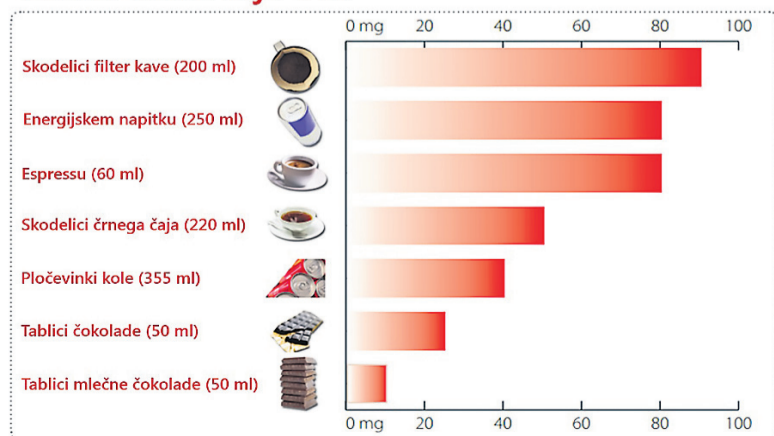 0 mg 20 40 60 80 100
Skodelici filter kave (200 ml)
Energijskem napitku (250 ml)
Espressu (60 ml)
Skodelici črnega čaja (220 ml)
Pločevinki kole (355 ml)
Tablici čokolade (50 ml)
Tablici mlečne čokolade (50 ml)
0 mg 20 40 60 80 100